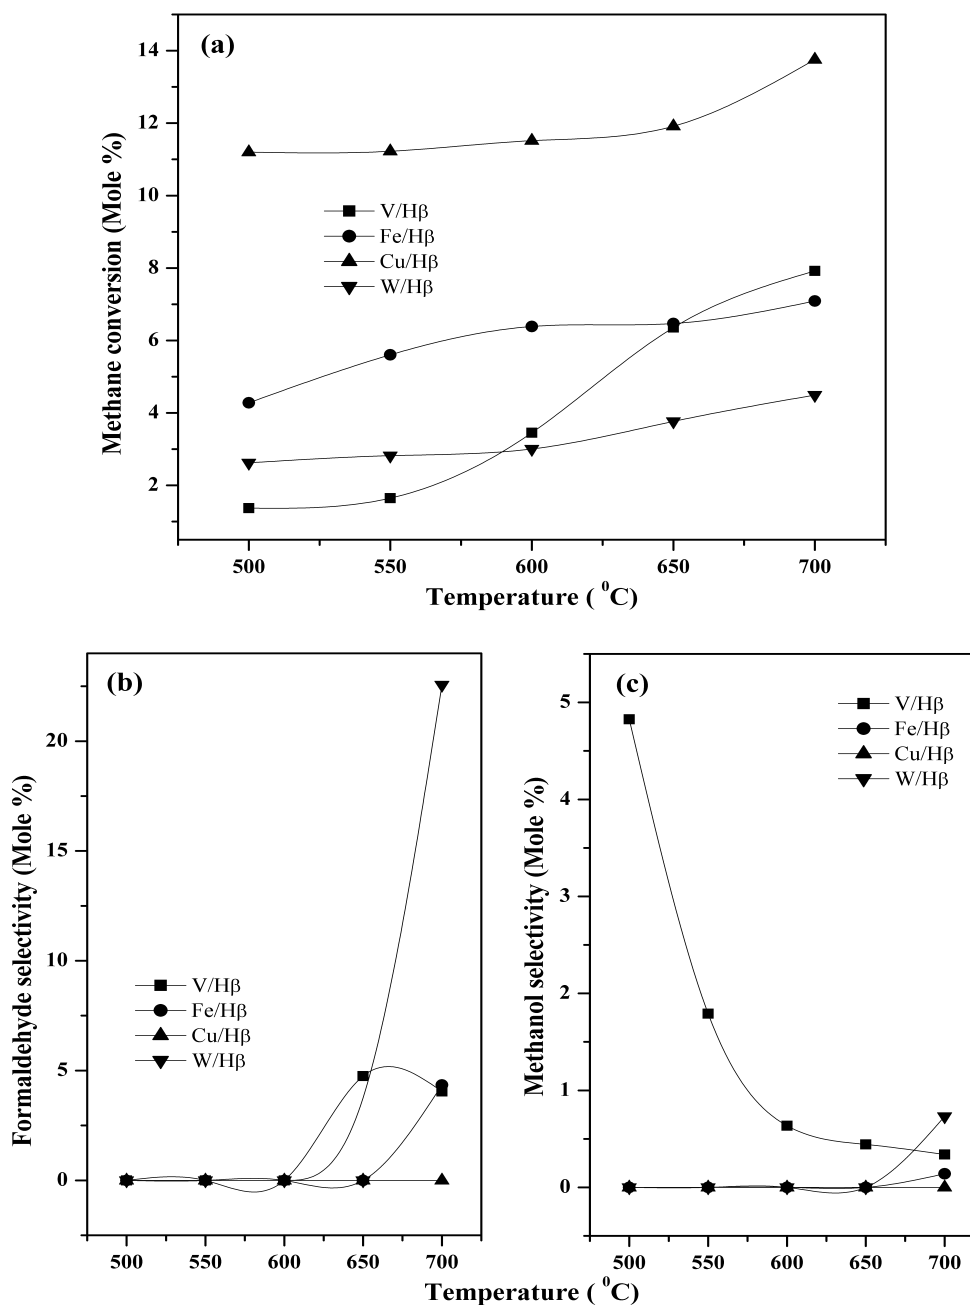 (a)
14
12
10
8
6
4
2
Methane conversion (Mole %)
V/Hβ
Fe/Hβ
Cu/Hβ
W/Hβ
500 550 600 650 700
Temperature ( ⁰C)
(b)
20
15
10
5
0
Formaldehyde selectivity (Mole %)
V/Hβ
Fe/Hβ
Cu/Hβ
W/Hβ
500 550 600 650 700
(c)
5
4
3
2
1
0
Methanol selectivity (Mole %)
V/Hβ
Fe/Hβ
Cu/Hβ
W/Hβ
500 550 600 650 700
Temperature ( ⁰C)